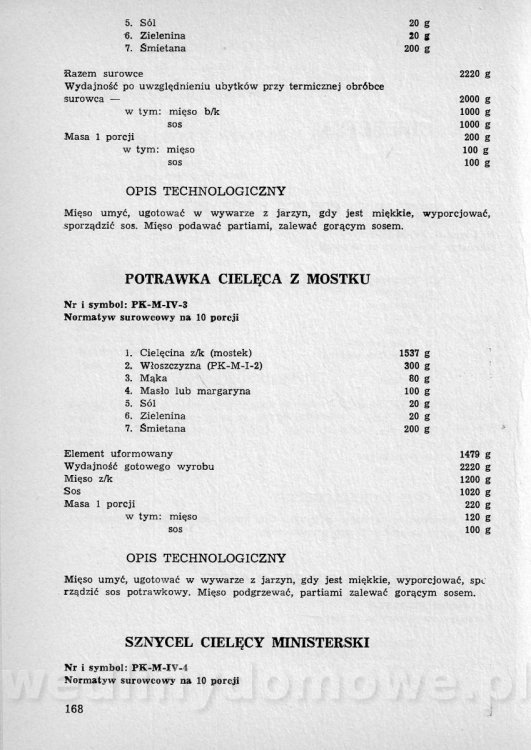 5. Sól 20 g
6. Zielenina 20 g
7. Śmietana 200 g
Razem surowce 2220 g
Wydajność po uwzględnieniu ubytków przy termicznej obróbce
surowca — 2000 g
w tym: mięso b/k 1000 g
sos 1000 g
Masa 1 porcji 200 g
w tym: mięso 100 g
sos 100 g
OPIS TECHNOLOGICZNY
Mięso umyć, ugotować w wywarze z jarzyn, gdy jest miękkie, wyporcjować,
sporządzić sos. Mięso podawać partiami, zalewać gorącym sosem.
POTRAWKA CIELĘCA Z MOSTKU
Nr i symbol: PK-M-IV-3
Normatyw surowcowy na 10 porcji
1. Cielęcina z/k (mostek) 1537 g
2. Włoszczyzna (PK-M-I-2) 300 g
3. Mąka 80 g
4. Masło lub margaryna 100 g
5. Sól 20 g
6. Zielenina 20 g
7. Śmietana 200 g
Element uformowany 1479 g
Wydajność gotowego wyrobu 2220 g
Mięso z/k 1200 g
Sos 1020 g
Masa 1 porcji 220 g
w tym: mięso 120 g
sos 100 g
OPIS TECHNOLOGICZNY
Mięso umyć, ugotować w wywarze z jarzyn, gdy jest miękkie, wyporcjować, spo
rządzić sos potrawkowy. Mięso podgrzewać, partiami zalewać gorącym sosem.
SZNYCEL CIELĘCY MINISTERSKI
Nr i symbol: PK-M-IV-4
Normatyw surowcowy na 10 porcji
wedlinydomowe.pl
168